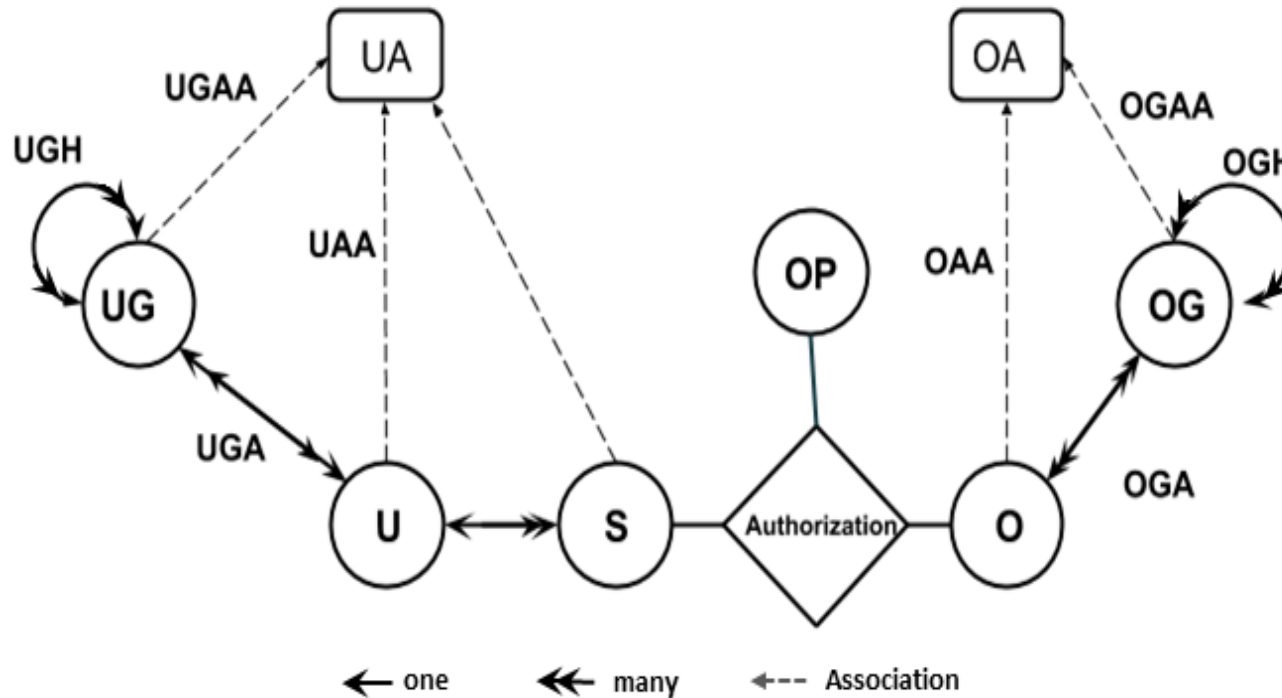 UA
OA
UGAA
OGAA
UGH
OGH
UAA
OP
OAA
UG
OG
UGA
OGA
U
S
Authorization
O
one
many
Association